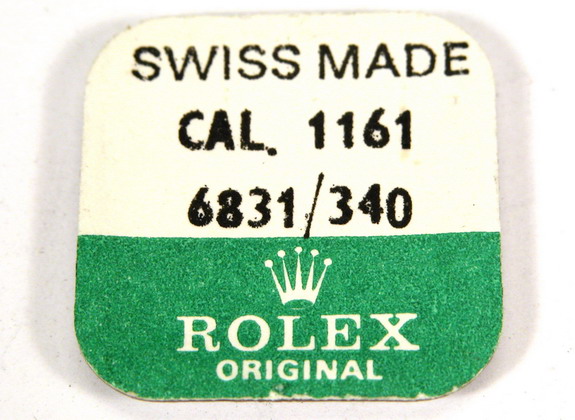 SWISS MADE
CAL. 1161
6831/340
ROLEX
ORIGINAL